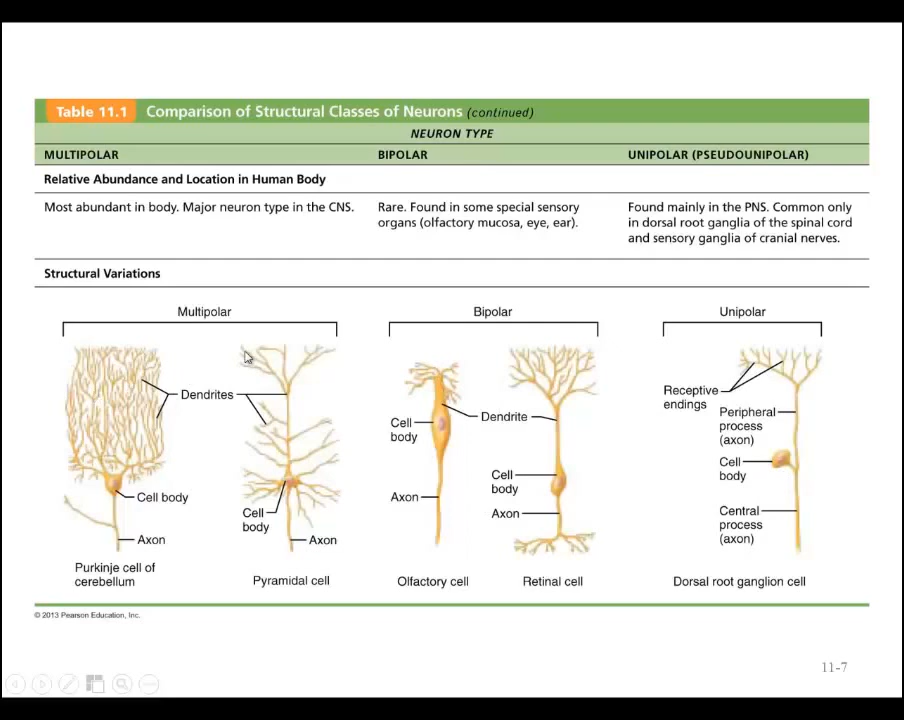 Table 11.1 Comparison of Structural Classes of Neurons (continued)
NEURON TYPE
MULTIPOLAR
BIPOLAR
UNIPOLAR (PSEUDOUNIPOLAR)
Relative Abundance and Location in Human Body
Most abundant in body. Major neuron type in the CNS.
Rare. Found in some special sensory
organs (olfactory mucosa, eye, ear).
Found mainly in the PNS. Common only
in dorsal root ganglia of the spinal cord
and sensory ganglia of cranial nerves.
Structural Variations
Multipolar
Dendrites
Cell body
Axon
Purkinje cell of
cerebellum
Cell
body
Axon
Pyramidal cell
Bipolar
Cell
body
Dendrite
Axon
Olfactory cell
Cell
body
Axon
Retinal cell
Unipolar
Receptive
endings
Peripheral
process
(axon)
Cell
body
Central
process
(axon)
Dorsal root ganglion cell
© 2013 Pearson Education, Inc.
11-7